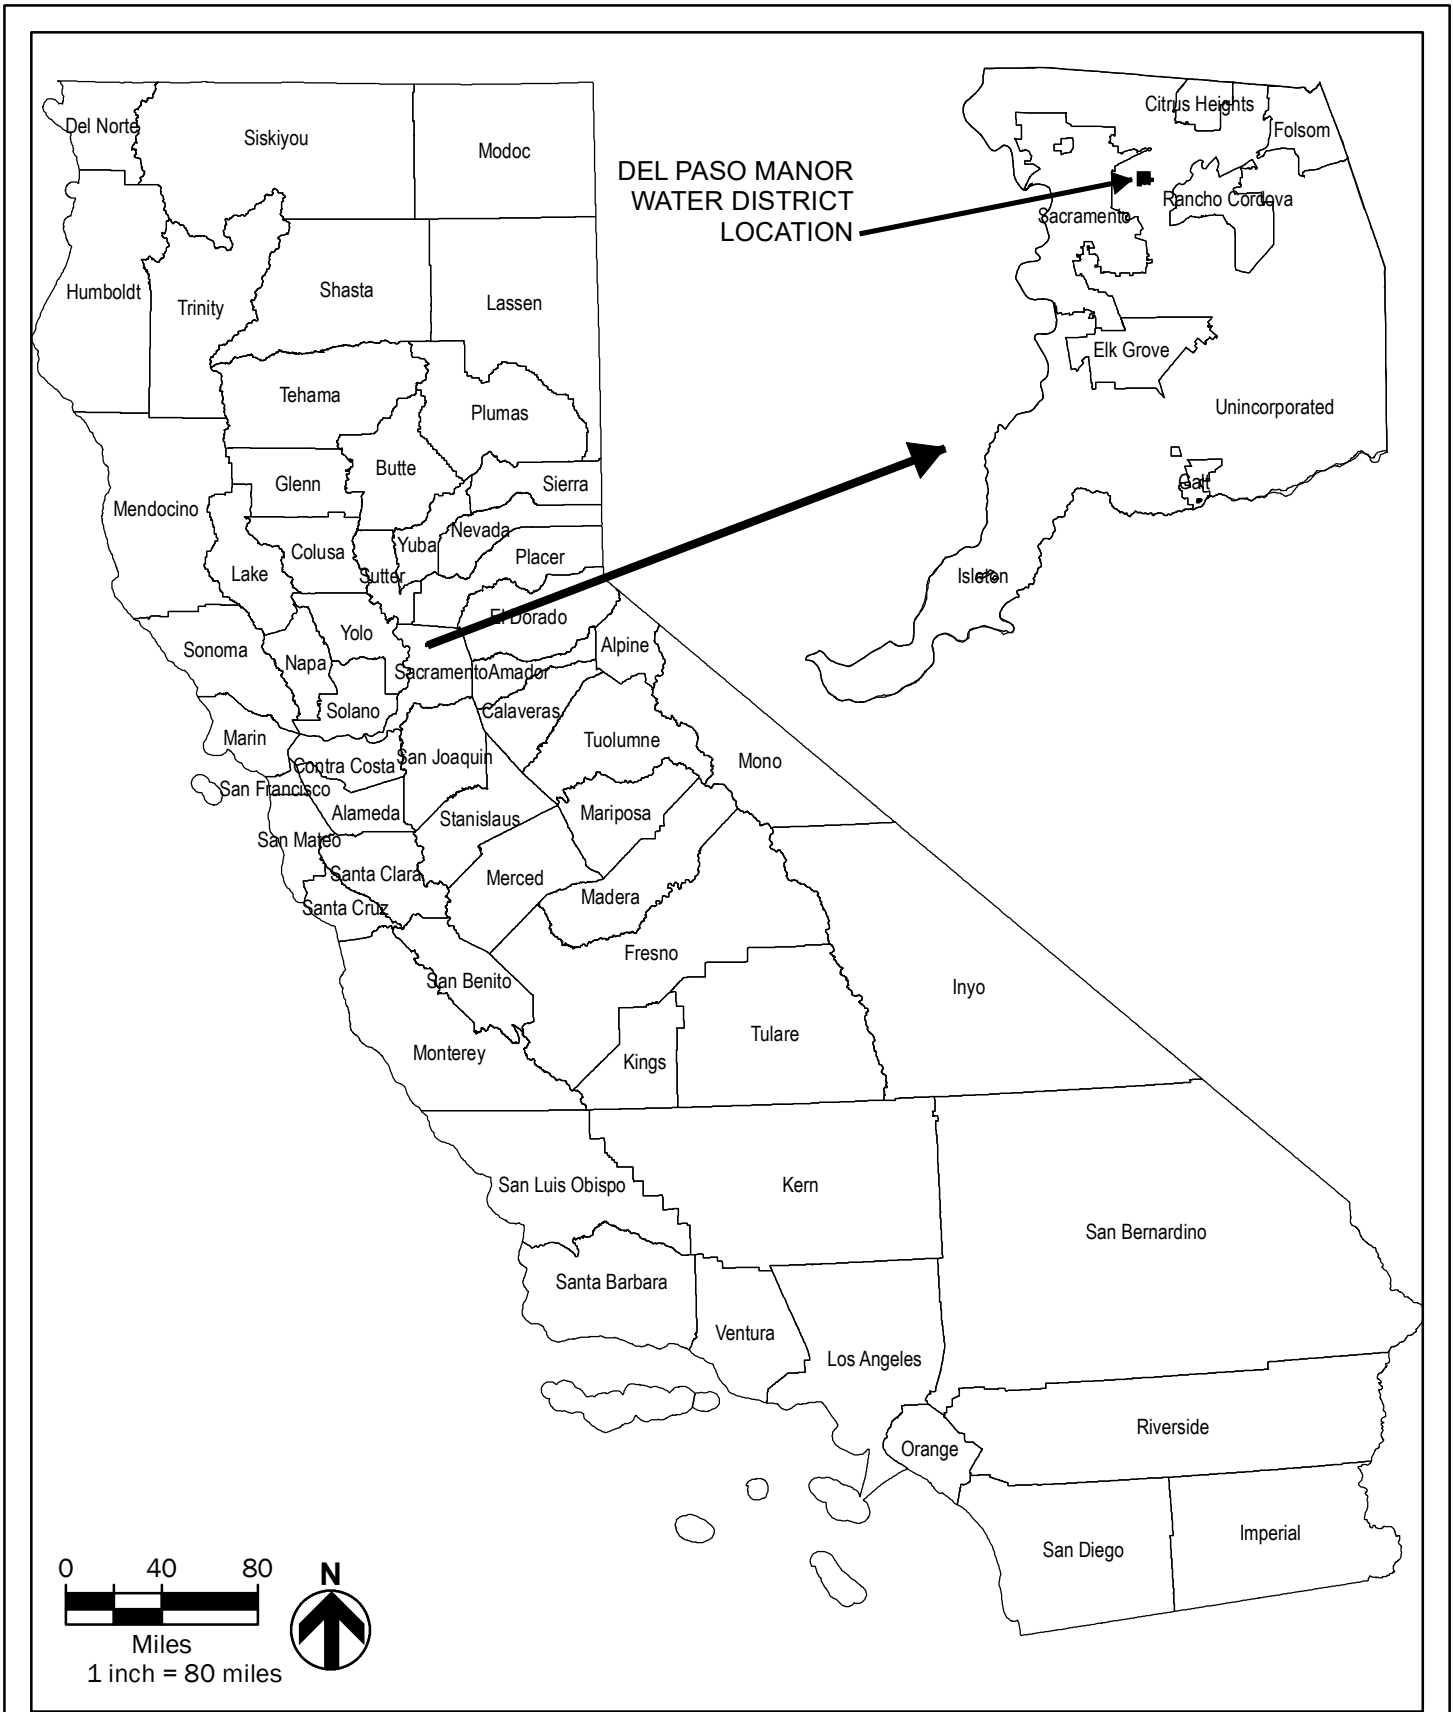 Citrus Heights
Folsom
Del Norte
Siskiyou
Modoc
DEL PASO MANOR
WATER DISTRICT
LOCATION
Rancho Cordova
Sacramento
Humboldt
Trinity
Shasta
Lassen
Elk Grove
Tehama
Plumas
Unincorporated
Butte
Glenn
Sierra
Galt
Mendocino
Nevada
Yuba
Colusa
Placer
Lake
Sutter
Isleton
El Dorado
Yolo
Sonoma
Napa
Alpine
Sacramento
Amador
Solano
Calaveras
Marin
Tuolumne
San Joaquin
Mono
Contra Costa
San Francisco
Alameda
Stanislaus
Mariposa
San Mateo
Santa Clara
Merced
Madera
Santa Cruz
Fresno
San Benito
Inyo
Tulare
Monterey
Kings
San Luis Obispo
Kern
San Bernardino
Santa Barbara
Ventura
Los Angeles
Riverside
Orange
San Diego
Imperial
0 40 80
Miles
1 inch = 80 miles
N